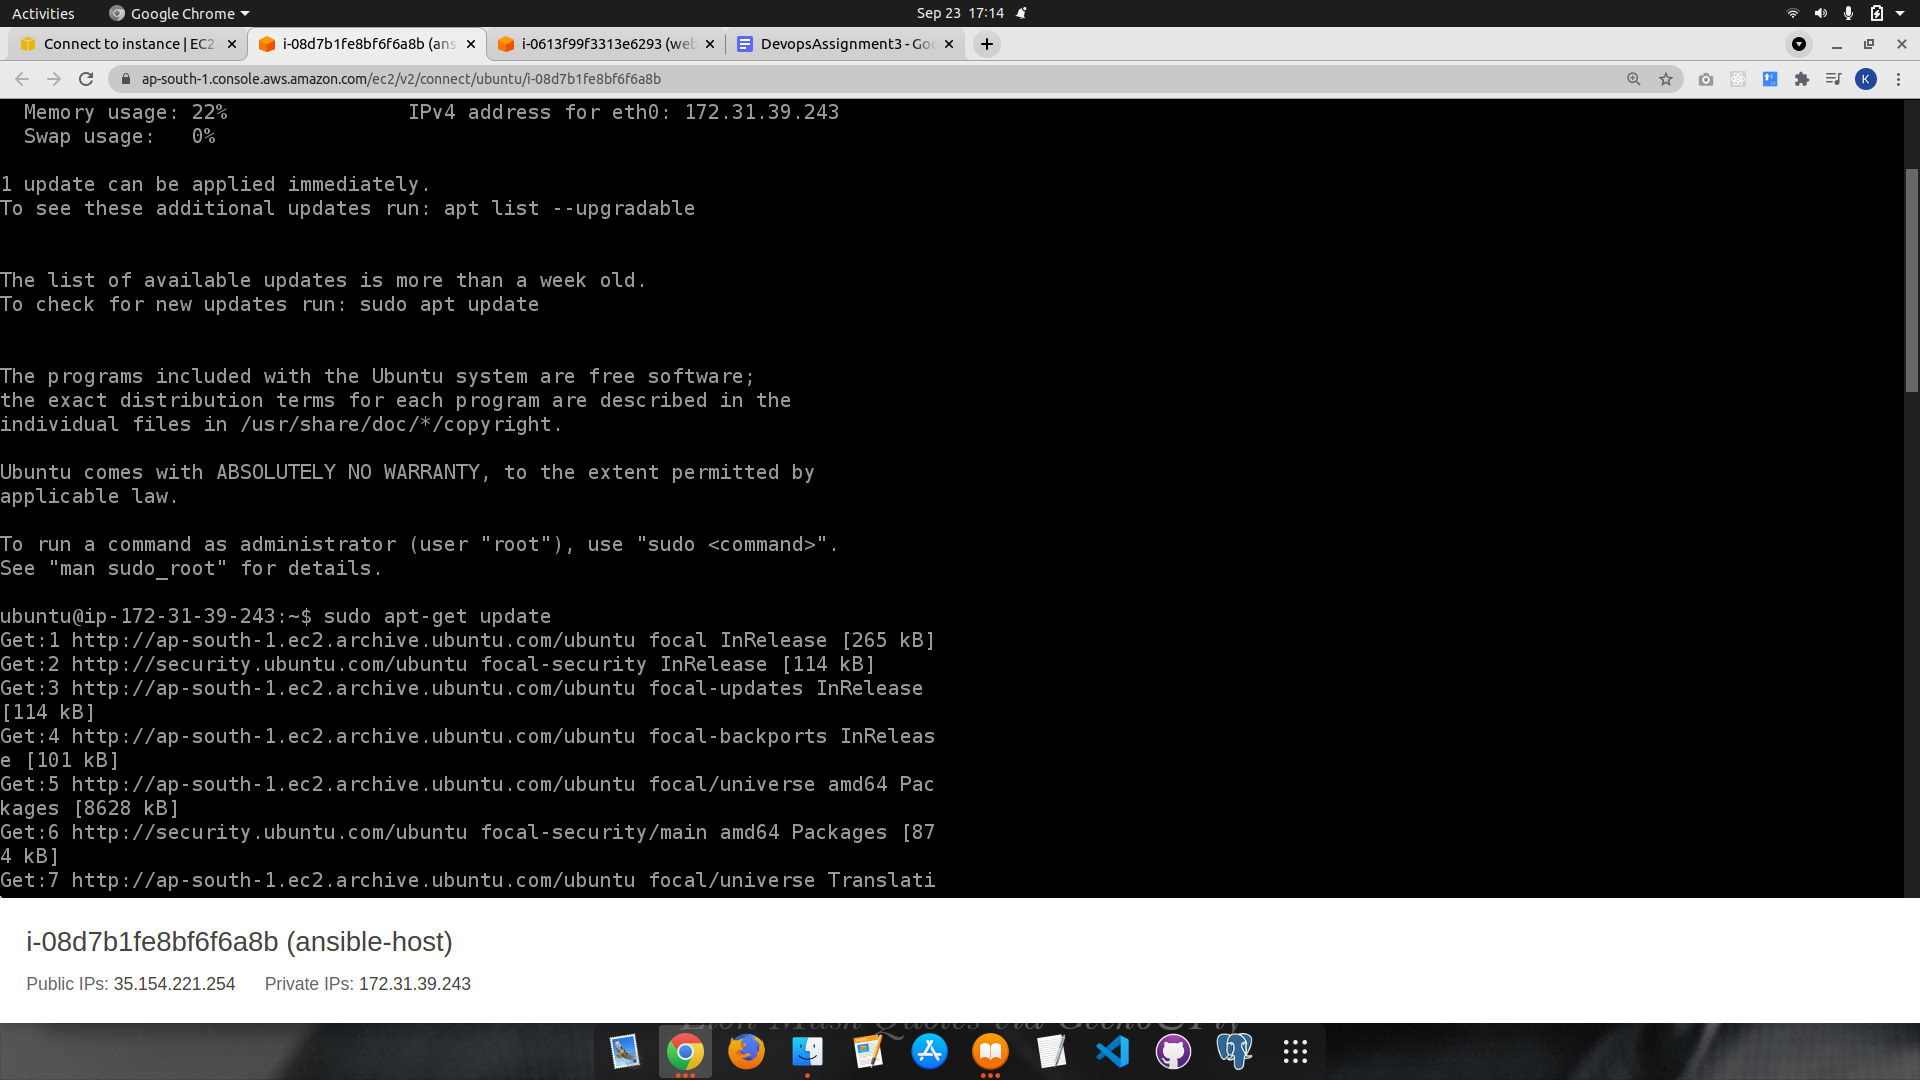 Activities Google Chrome Sep 23 17:14
Connect to instance | EC2 i-08d7b1fe8bf6f6a8b (ans i-0613f99f3313e6293 (web DevopsAssignment3 - Goo
ap-south-1.console.aws.amazon.com/ec2/v2/connect/ubuntu/i-08d7b1fe8bf6f6a8b K
Memory usage: 22% IPv4 address for eth0: 172.31.39.243
Swap usage: 0%
1 update can be applied immediately.
To see these additional updates run: apt list --upgradable
The list of available updates is more than a week old.
To check for new updates run: sudo apt update
The programs included with the Ubuntu system are free software;
the exact distribution terms for each program are described in the
individual files in /usr/share/doc/*/copyright.
Ubuntu comes with ABSOLUTELY NO WARRANTY, to the extent permitted by
applicable law.
To run a command as administrator (user "root"), use "sudo <command>".
See "man sudo_root" for details.
ubuntu@ip-172-31-39-243:~$ sudo apt-get update
Get:1 http://ap-south-1.ec2.archive.ubuntu.com/ubuntu focal InRelease [265 kB]
Get:2 http://security.ubuntu.com/ubuntu focal-security InRelease [114 kB]
Get:3 http://ap-south-1.ec2.archive.ubuntu.com/ubuntu focal-updates InRelease
[114 kB]
Get:4 http://ap-south-1.ec2.archive.ubuntu.com/ubuntu focal-backports InReleas
e [101 kB]
Get:5 http://ap-south-1.ec2.archive.ubuntu.com/ubuntu focal/universe amd64 Pac
kages [8628 kB]
Get:6 http://security.ubuntu.com/ubuntu focal-security/main amd64 Packages [87
4 kB]
Get:7 http://ap-south-1.ec2.archive.ubuntu.com/ubuntu focal/universe Translati
i-08d7b1fe8bf6f6a8b (ansible-host)
Public IPs: 35.154.221.254 Private IPs: 172.31.39.243